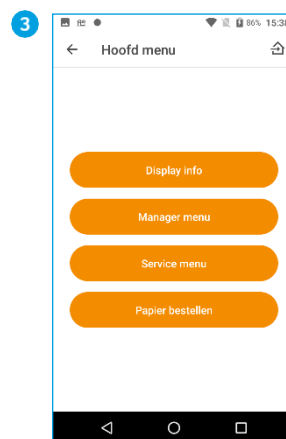 3
86% 15:38
Hoofd menu
Display info
Manager menu
Service menu
Papier bestellen